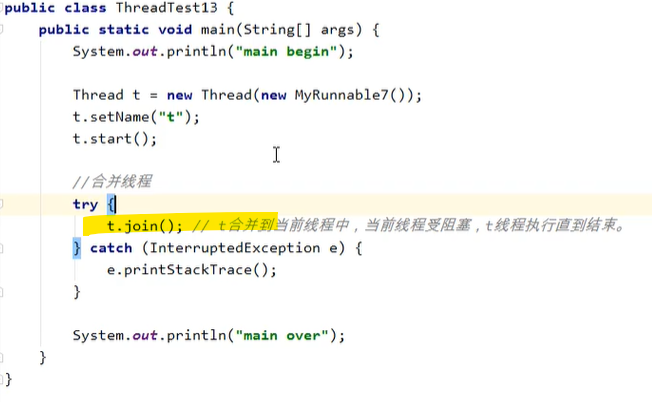 public class ThreadTest13 {
public static void main(String[] args) {
System.out.println("main begin");
Thread t = new Thread(new MyRunnable7());
t.setName("t");
t.start();
//合并线程
try {
t.join(); // t合并到当前线程中，当前线程受阻塞，t线程执行直到结束。
} catch (InterruptedException e) {
e.printStackTrace();
}
System.out.println("main over");
}
}